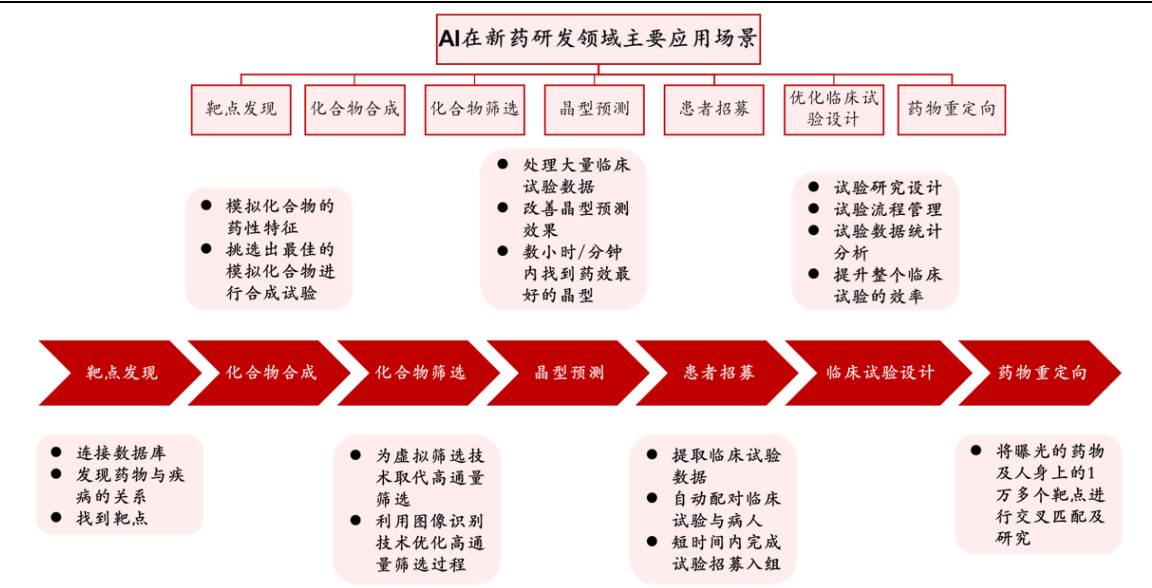 AI在新药研发领域主要应用场景
靶点发现
化合物合成
化合物筛选
晶型预测
患者招募
优化临床试
验设计
药物重定向
● 模拟化合物的
药性特征
● 挑选出最佳的
模拟化合物进
行合成试验
● 处理大量临床
试验数据
● 改善晶型预测
效果
● 数小时/分钟
内找到药效最
好的晶型
● 试验研究设计
● 试验流程管理
● 试验数据统计
分析
● 提升整个临床
试验的效率
靶点发现
化合物合成
化合物筛选
晶型预测
患者招募
临床试验设计
药物重定向
● 连接数据库
● 发现药物与疾
病的关系
● 找到靶点
● 为虚拟筛选技
术取代高通量
筛选
● 利用图像识别
技术优化高通
量筛选过程
● 提取临床试验
数据
● 自动配对临床
试验与病人
● 短时间内完成
试验招募入组
● 将曝光的药物
及人身上的1
万多个靶点进
行交叉匹配及
研究